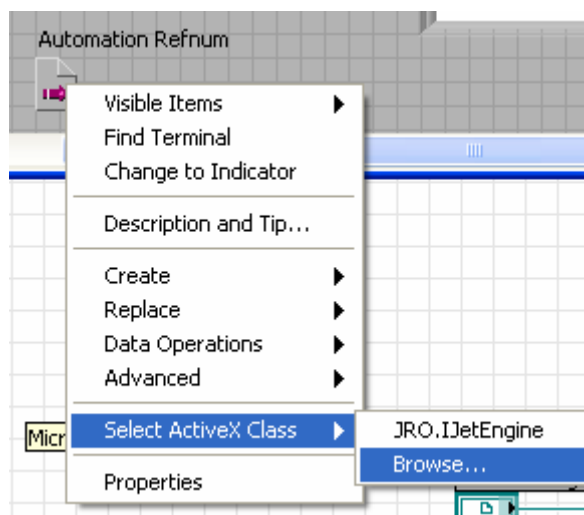 Automation Refnum
Visible Items
Find Terminal
Change to Indicator
Description and Tip...
Create
Replace
Data Operations
Advanced
Select ActiveX Class
JRO.IJetEngine
Browse...
Micr
Properties